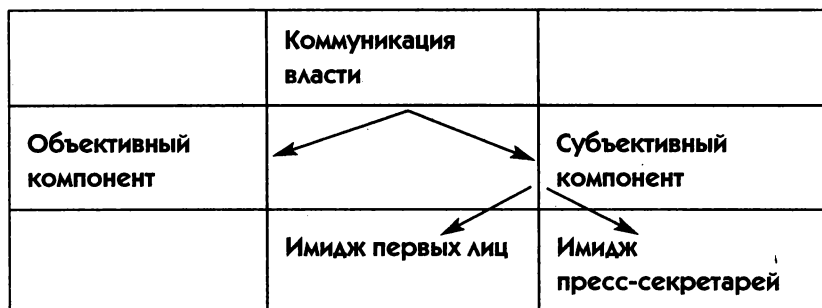 Коммуникация
власти
Объективный
компонент
Субъективный
компонент
Имидж первых лиц
Имидж
пресс-секретарей